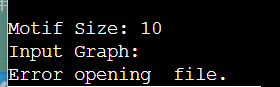 Motif Size: 10
Input Graph:
Error opening  file.